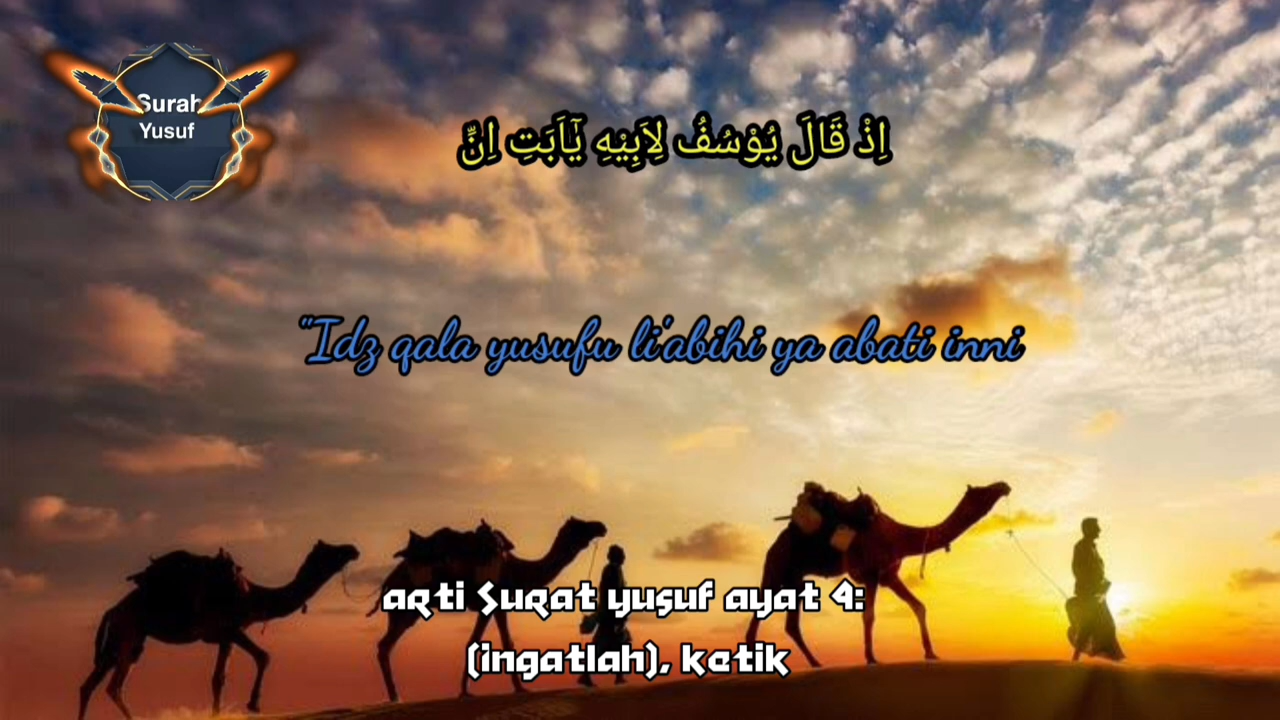 Surah
Yusuf
اِذْ قَالَ يُوْسُفُ لِاَبِيْهِ يٰٓاَبَتِ اِنِّ
"Idz qala yusufu li'abihi ya abati inni
arti Surat yusuf ayat 4:
(ingatlah), ketik